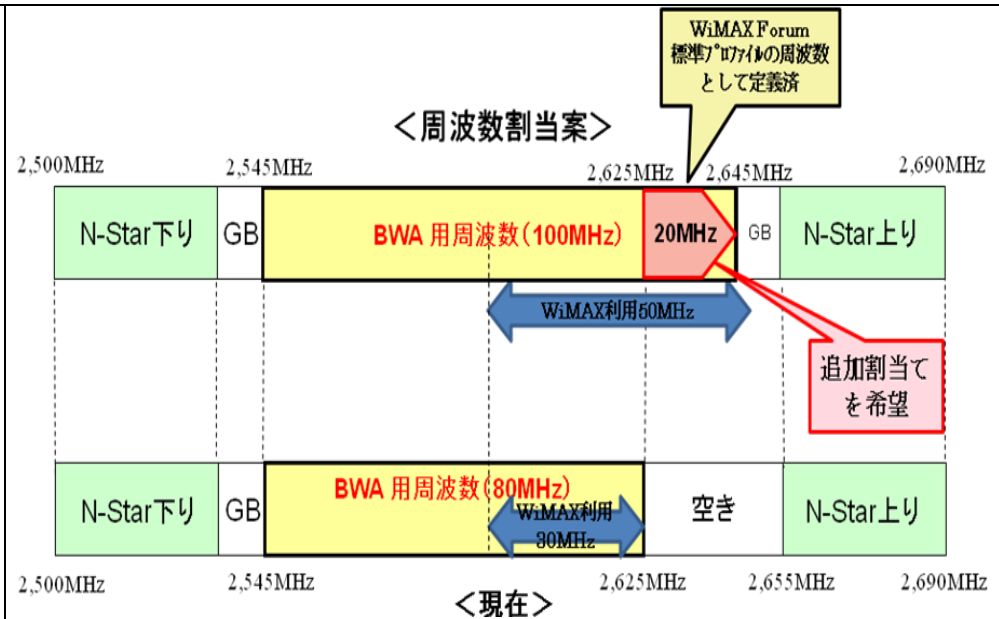 WiMAX Forum
標準ﾌﾟﾛﾌｧｲﾙの周波数
として定義済
＜周波数割当案＞
2,500MHz
2,545MHz
2,625MHz
2,645MHz
2,690MHz
N-Star下り
GB
BWA 用周波数(100MHz)
20MHz
GB
N-Star上り
WiMAX利用50MHz
追加割当て
を希望
N-Star下り
GB
BWA 用周波数(80MHz)
WiMAX利用
30MHz
空き
N-Star上り
2,500MHz
2,545MHz
2,625MHz
2,655MHz
2,690MHz
＜現在＞